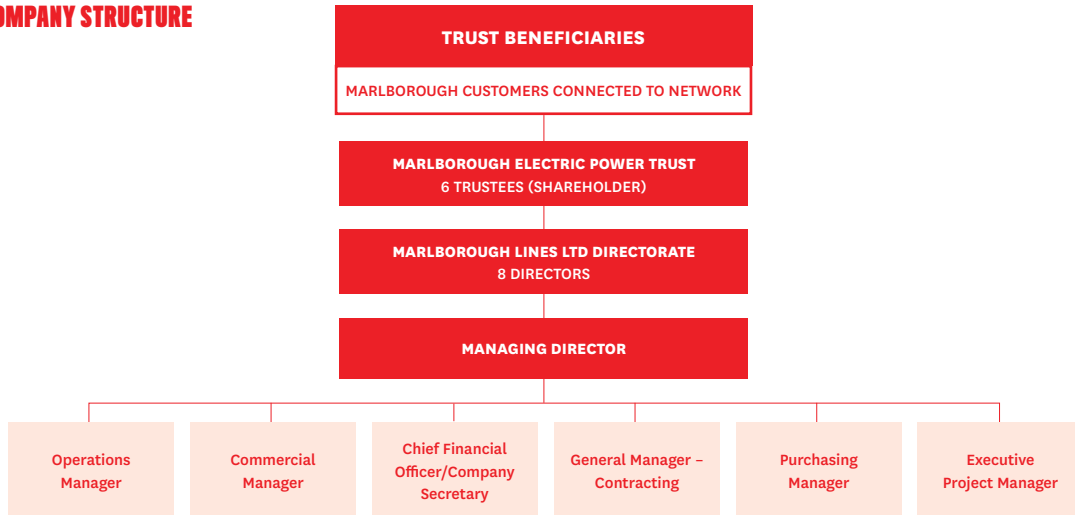 OMPANY STRUCTURE
TRUST BENEFICIARIES
MARLBOROUGH CUSTOMERS CONNECTED TO NETWORK
MARLBOROUGH ELECTRIC POWER TRUST
6 TRUSTEES (SHAREHOLDER)
MARLBOROUGH LINES LTD DIRECTORATE
8 DIRECTORS
MANAGING DIRECTOR
Operations
Manager
Commercial
Manager
Chief Financial
Officer/Company
Secretary
General Manager –
Contracting
Purchasing
Manager
Executive
Project Manager